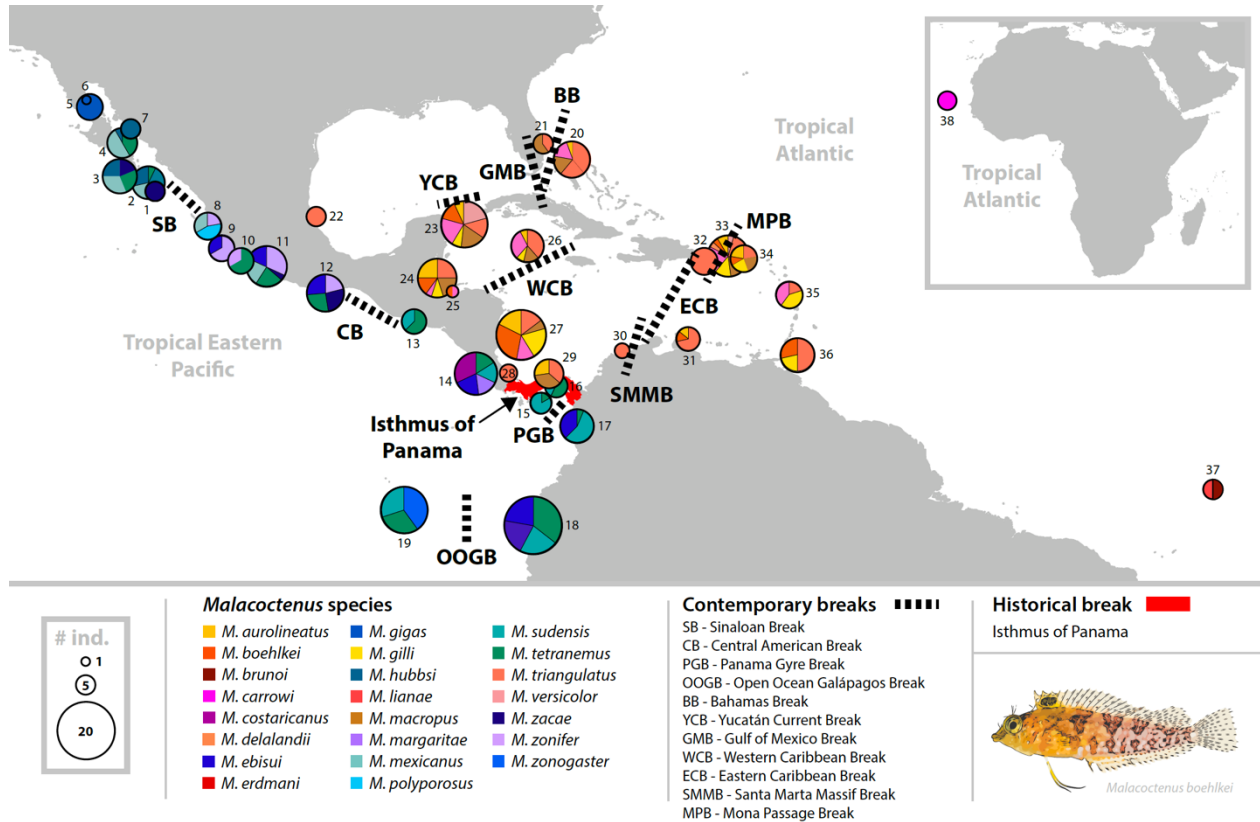 6
5
7
4
3
2
1
SB
8
9
10
11
12
CB
13
22
YCB
23
GMB
BB
21
20
26
24
25
WCB
27
28
29
14
15
16
17
Isthmus of
Panama
PGB
30
SMMB
31
32
33
MPB
34
ECB
35
36
37
19
OOGB
18
Tropical Eastern
Pacific
Tropical
Atlantic
38
Tropical
Atlantic
# ind.
1
5
20
Malacoctenus species
M. aurolineatus
M. boehlkei
M. brunoi
M. carrowi
M. costaricanus
M. delalandii
M. ebisui
M. erdmani
M. gigas
M. gilli
M. hubbsi
M. lianae
M. macropus
M. margaritae
M. mexicanus
M. polyporosus
M. sudensis
M. tetranemus
M. triangulatus
M. versicolor
M. zacae
M. zonifer
M. zonogaster
Contemporary breaks
SB - Sinaloan Break
CB - Central American Break
PGB - Panama Gyre Break
OOGB - Open Ocean Galápagos Break
BB - Bahamas Break
YCB - Yucatán Current Break
GMB - Gulf of Mexico Break
WCB - Western Caribbean Break
ECB - Eastern Caribbean Break
SMMB - Santa Marta Massif Break
MPB - Mona Passage Break
Historical break
Isthmus of Panama
Malacoctenus boehlkei